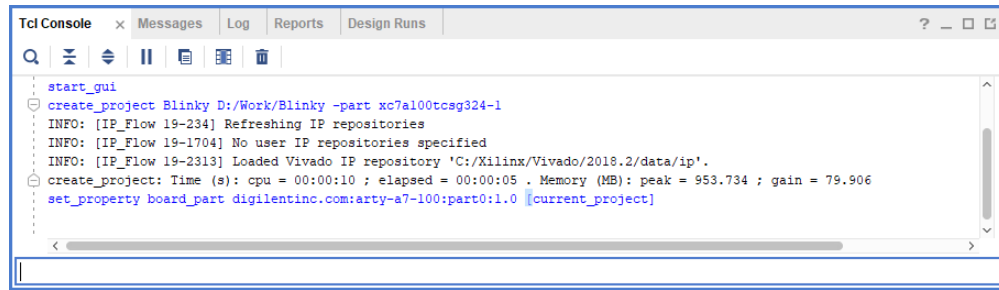 Tcl Console × Messages Log Reports Design Runs ?
start_gui
create_project Blinky D:/Work/Blinky -part xc7a100tcsg324-1
INFO: [IP_Flow 19-234] Refreshing IP repositories
INFO: [IP_Flow 19-1704] No user IP repositories specified
INFO: [IP_Flow 19-2313] Loaded Vivado IP repository 'C:/Xilinx/Vivado/2018.2/data/ip'.
create_project: Time (s): cpu = 00:00:10 ; elapsed = 00:00:05 . Memory (MB): peak = 953.734 ; gain = 79.906
set_property board_part digilentinc.com:arty-a7-100:part0:1.0 [current_project]